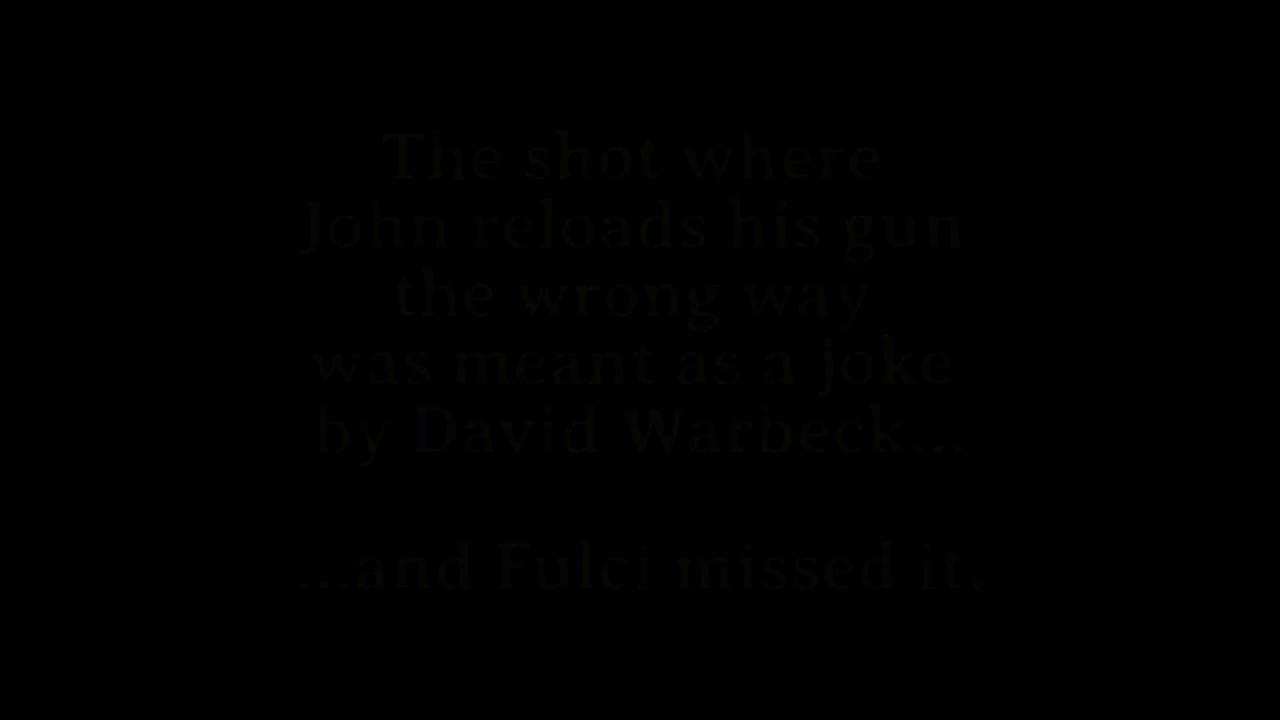 The shot where
John reloads his gun
the wrong way
was meant as a joke
by David Warbeck...
...and Fulci missed it.